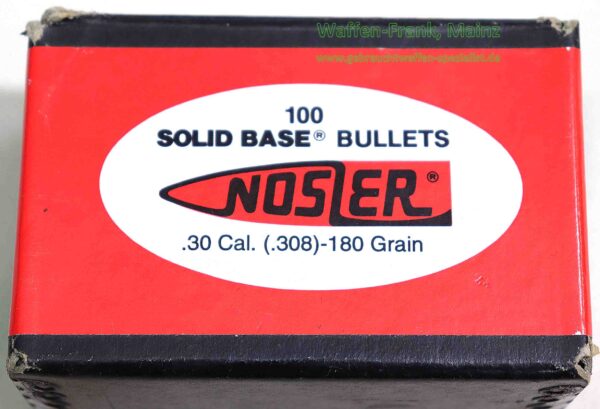 Waffen-Frank, Mainz
www.gebrauchtwaffen-spezialist.de
100
SOLID BASE® BULLETS
NOSLER®
.30 Cal. (.308)-180 Grain